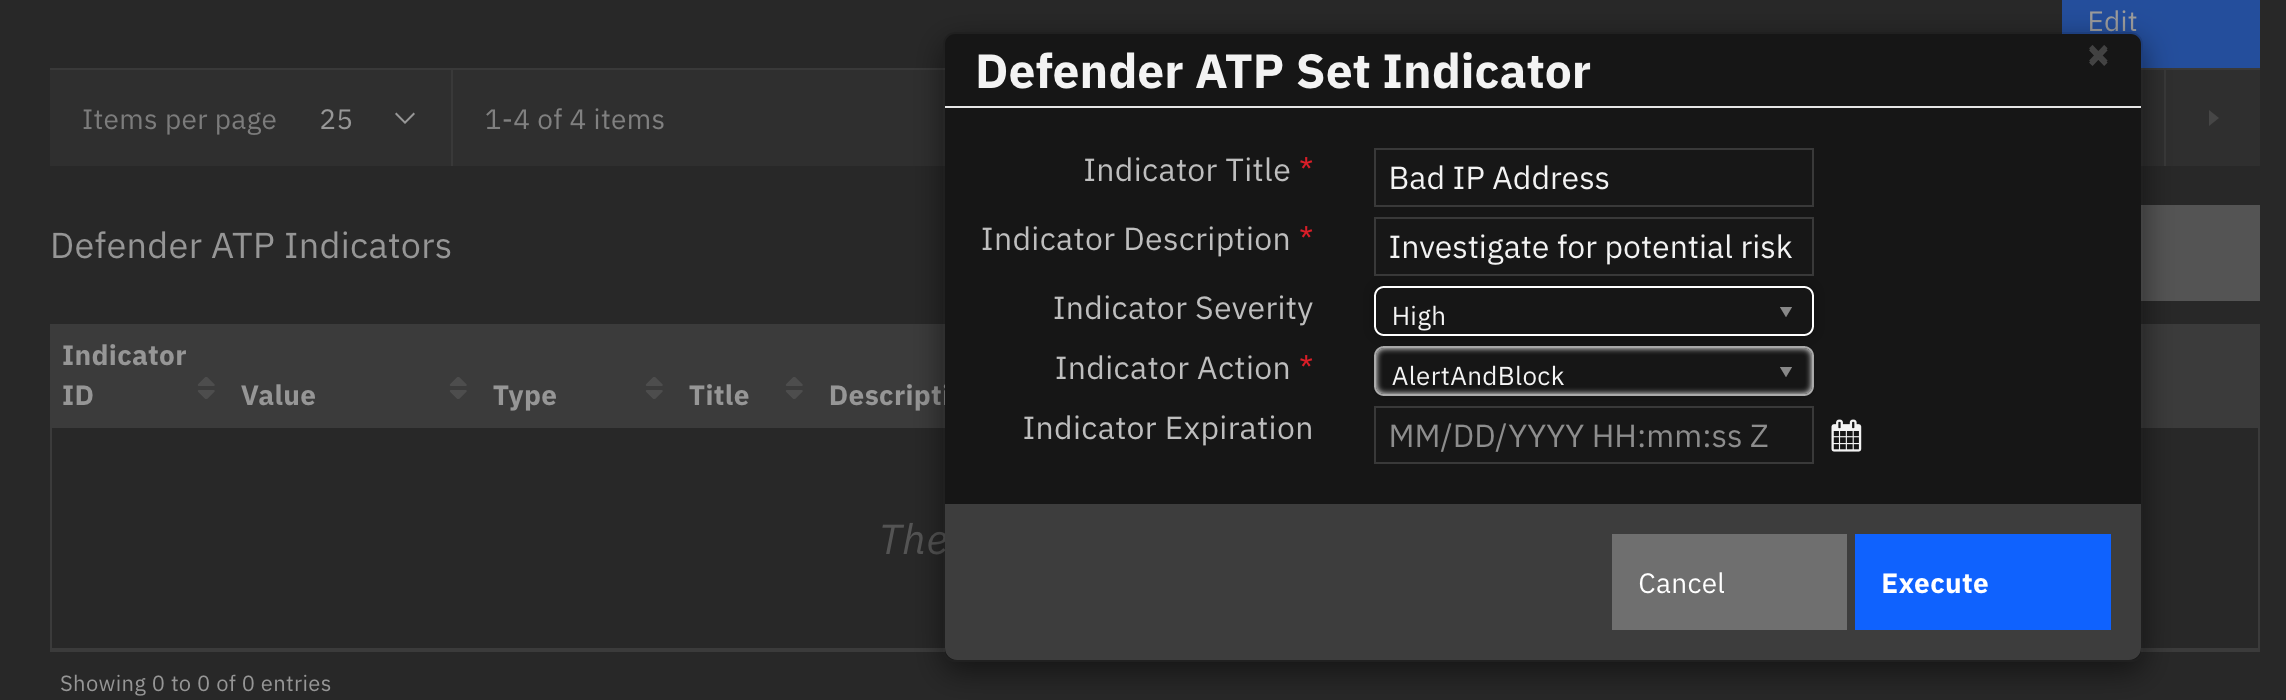 Edit
Defender ATP Set Indicator
Items per page 25
1-4 of 4 items
Indicator Title *
Bad IP Address
Indicator Description *
Investigate for potential risk
Indicator Severity
High
Indicator Action *
AlertAndBlock
Indicator Expiration
MM/DD/YYYY HH:mm:ss Z
Cancel
Execute
Defender ATP Indicators
Indicator
ID Value Type Title Descripti
The
Showing 0 to 0 of 0 entries